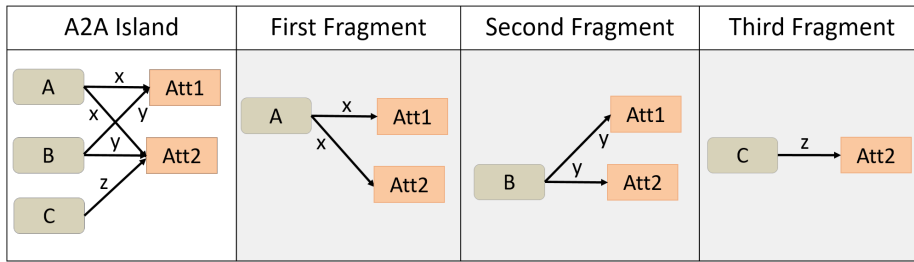 A2A Island
First Fragment
Second Fragment
Third Fragment
A
x
Att1
x
y
B
y
Att2
z
C
A
x
Att1
x
Att2
Att1
y
B
y
Att2
C
z
Att2